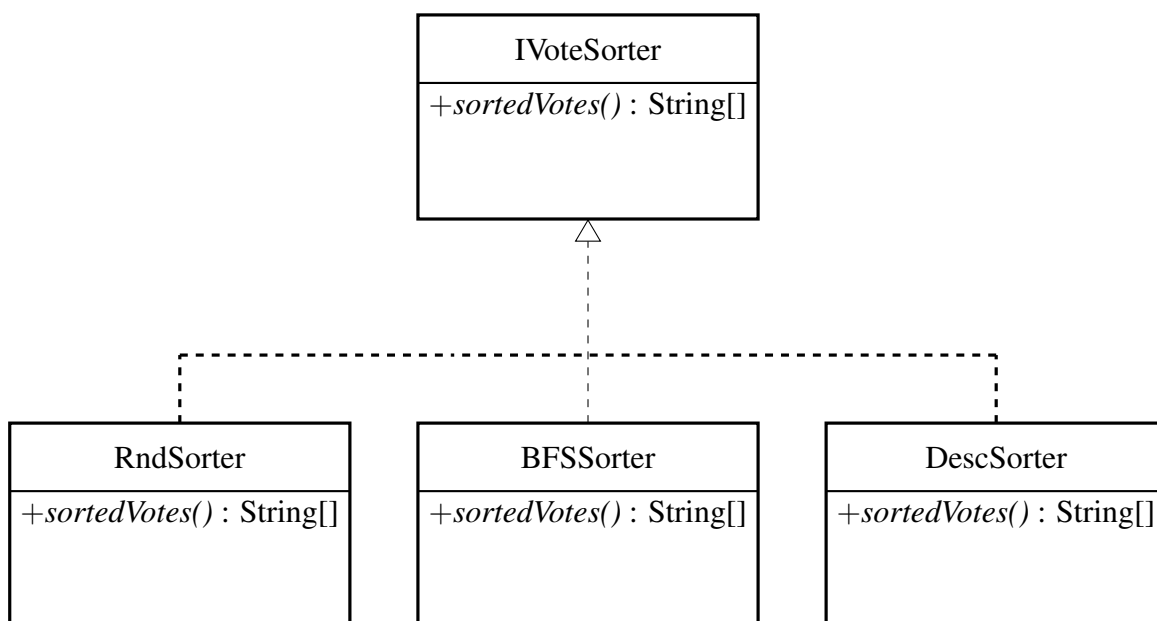 IVoteSorter
+sortedVotes() : String[]
RndSorter
BFSSorter
DescSorter
+sortedVotes() : String[]
+sortedVotes() : String[]
+sortedVotes() : String[]